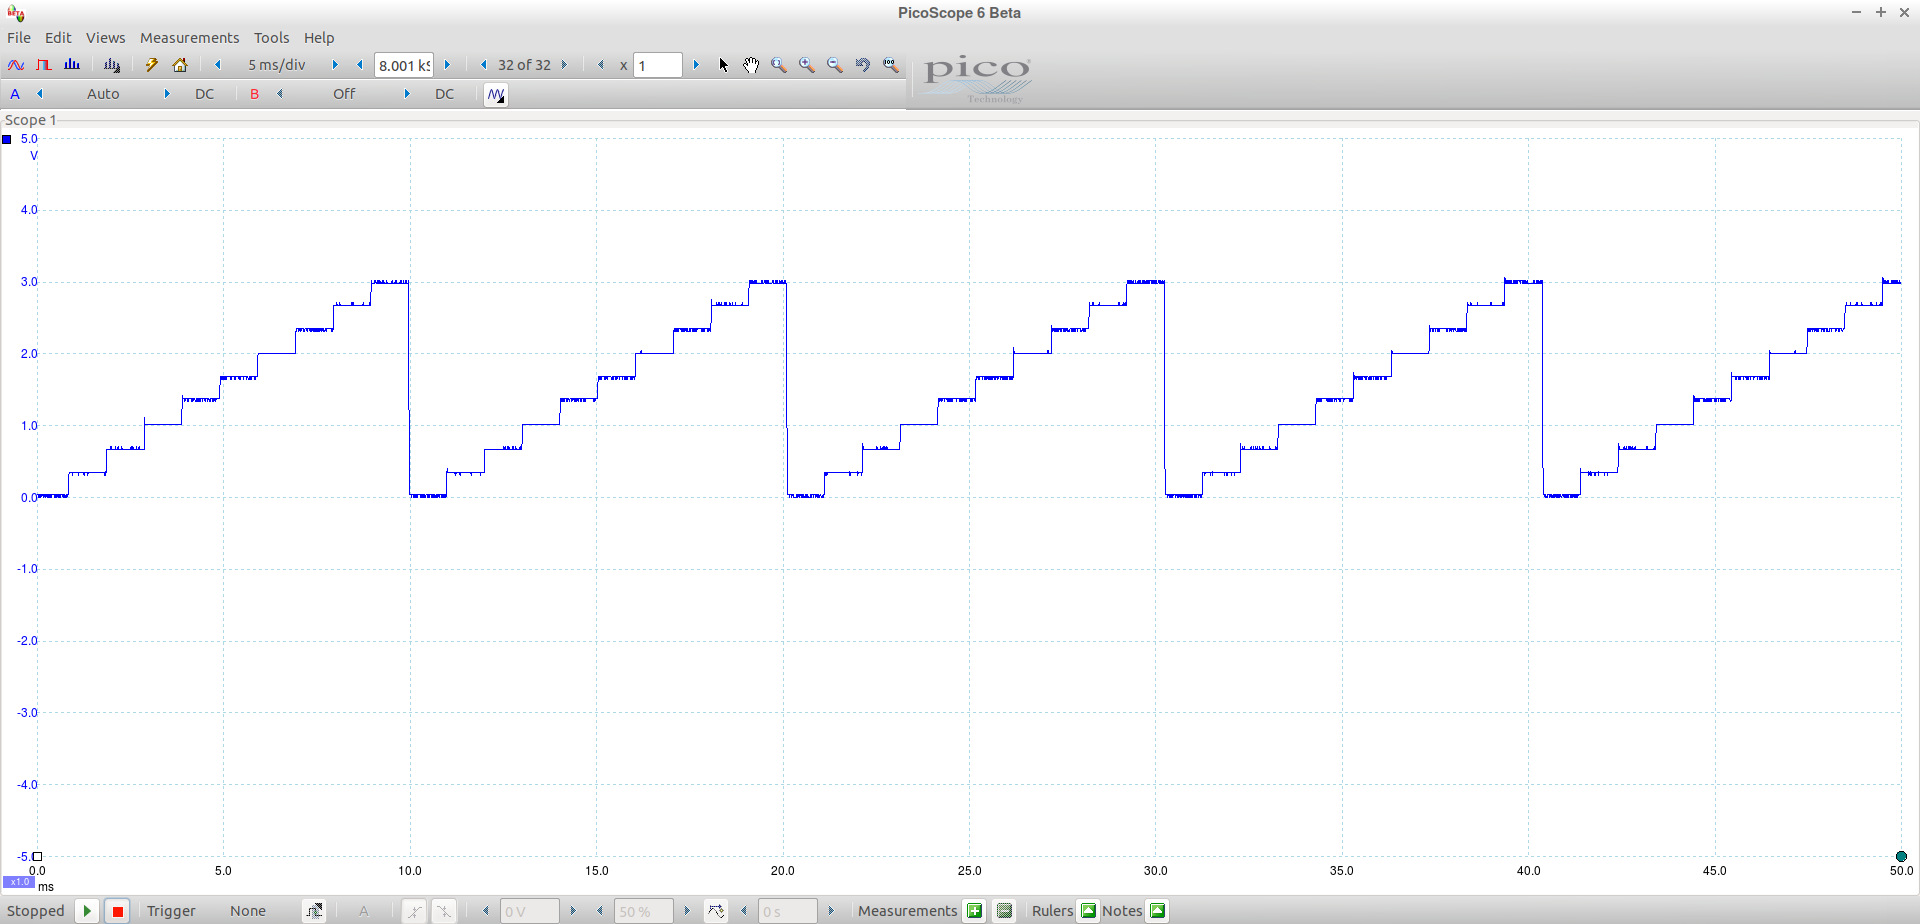 BETA
PicoScope 6 Beta
File Edit Views Measurements Tools Help
5 ms/div 8.001 kS 32 of 32 x 1
pico
Technology
A Auto DC B Off DC
Scope 1
5.0
V
4.0
3.0
2.0
1.0
0.0
-1.0
-2.0
-3.0
-4.0
-5.0
0.0 5.0 10.0 15.0 20.0 25.0 30.0 35.0 40.0 45.0 50.0
x1.0 ms
Stopped Trigger None A 0 V 50 % 0 s Measurements Rulers Notes